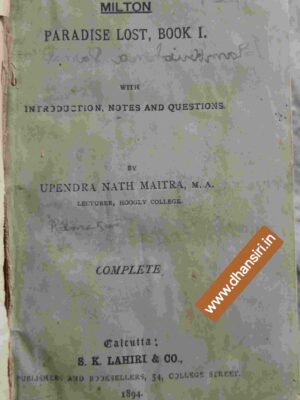 MILTON
PARADISE LOST, BOOK I.
WITH
INTRODUCTION, NOTES AND QUESTIONS.
BY
UPENDRA NATH MAITRA, M. A.
LECTURER, HOOGLY COLLEGE.
COMPLETE
www.dhansiri.in
Calcutta:
S. K. LAHIRI & CO.,
PUBLISHERS AND BOOKSELLERS, 54, COLLEGE STREET.
1894.